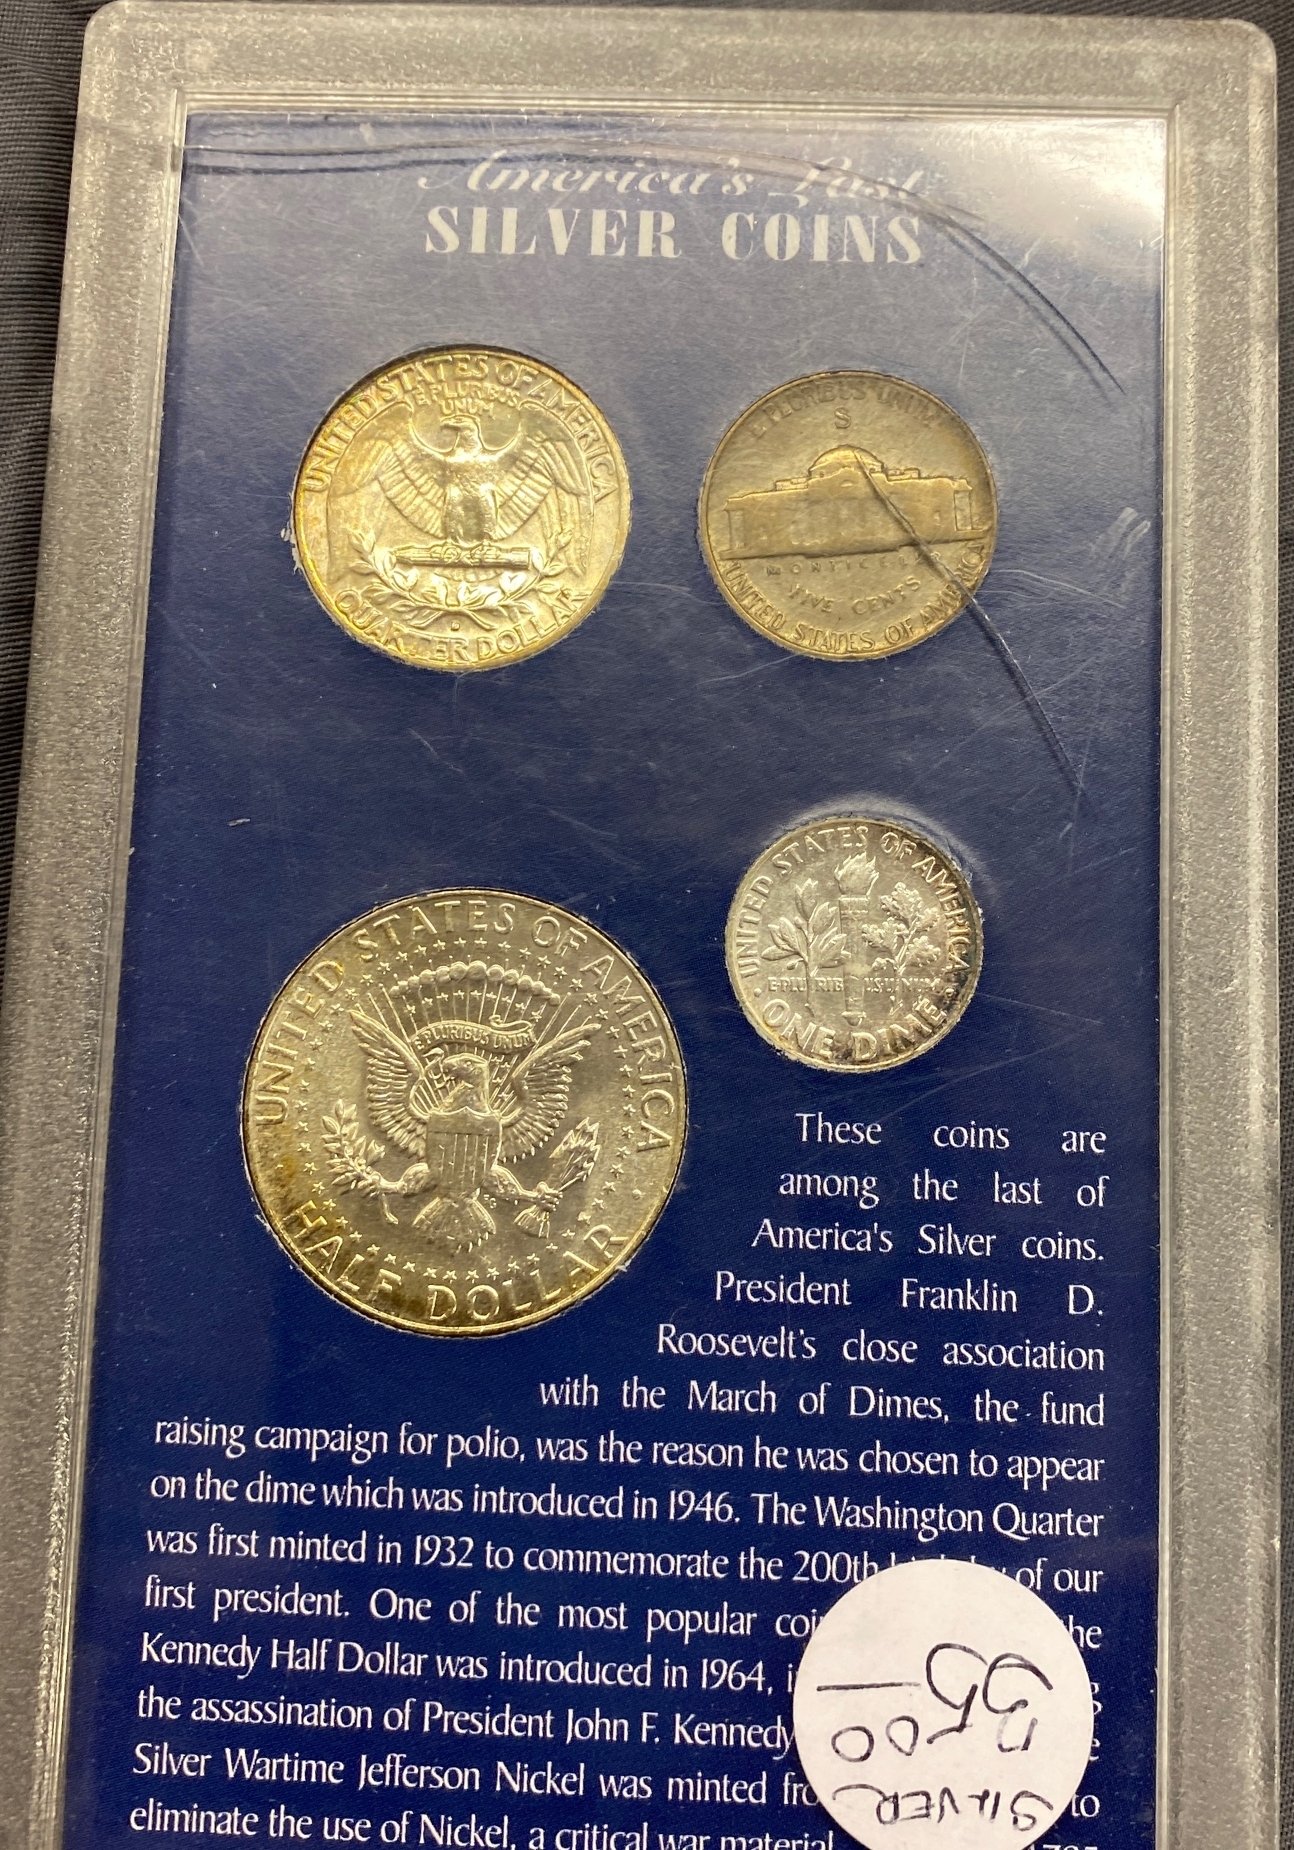 America's Last
SILVER COINS
UNITED STATES OF AMERICA
E PLURIBUS
UNUM
QUARTER DOLLAR
D
E PLURIBUS UNUM
S
MONTICELLO
FIVE CENTS
UNITED STATES OF AMERICA
UNITED STATES OF AMERICA
E PLURIBUS UNUM
ONE DIME
UNITED STATES OF AMERICA
E PLURIBUS UNUM
HALF DOLLAR
These coins are
among the last of
America's Silver coins.
President Franklin D.
Roosevelt's close association
with the March of Dimes, the fund
raising campaign for polio, was the reason he was chosen to appear
on the dime which was introduced in 1946. The Washington Quarter
was first minted in 1932 to commemorate the 200th of our
first president. One of the most popular
Kennedy Half Dollar was introduced in 1964,
the assassination of President John F. Kennedy
Silver Wartime Jefferson Nickel was minted to
eliminate the use of Nickel, a critical war material
SILVER
3500